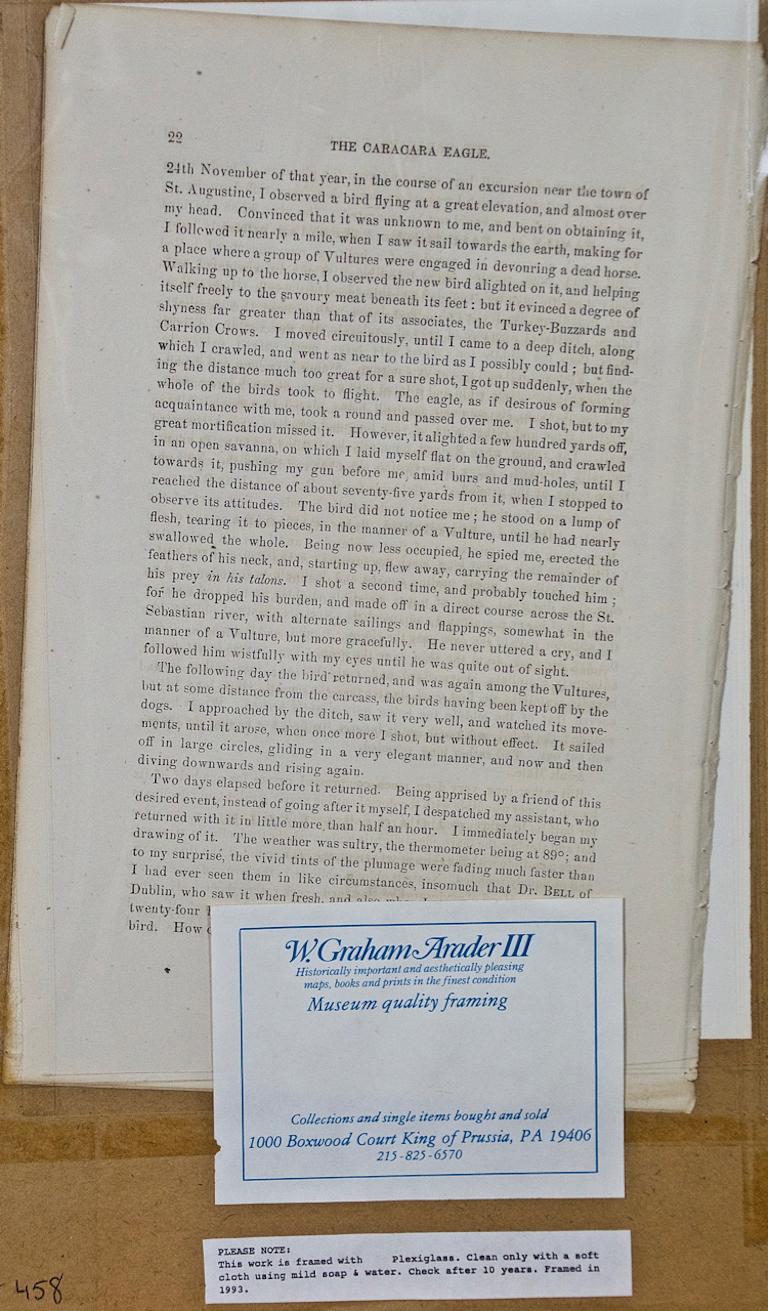 22
THE CARACARA EAGLE.
24th November of that year, in the course of an excursion near the town of
St. Augustine, I observed a bird flying at a great elevation, and almost over
my head. Convinced that it was unknown to me, and bent on obtaining it,
I followed it nearly a mile, when I saw it sail towards the earth, making for
a place where a group of Vultures were engaged in devouring a dead horse.
Walking up to the horse, I observed the new bird alighted on it, and helping
itself freely to the savoury meat beneath its feet : but it evinced a degree of
shyness far greater than that of its associates, the Turkey-Buzzards and
Carrion Crows. I moved circuitously, until I came to a deep ditch, along
which I crawled, and went as near to the bird as I possibly could ; but find-
ing the distance much too great for a sure shot, I got up suddenly, when the
whole of the birds took to flight. The eagle, as if desirous of forming
acquaintance with me, took a round and passed over me. I shot, but to my
great mortification missed it. However, it alighted a few hundred yards off,
in an open savanna, on which I laid myself flat on the ground, and crawled
towards it, pushing my gun before me, amid burs and mud-holes, until I
reached the distance of about seventy-five yards from it, when I stopped to
observe its attitudes. The bird did not notice me ; he stood on a lump of
flesh, tearing it to pieces, in the manner of a Vulture, until he had nearly
swallowed the whole. Being now less occupied, he spied me, erected the
feathers of his neck, and, starting up, flew away, carrying the remainder of
his prey in his talons. I shot a second time, and probably touched him ;
for he dropped his burden, and made off in a direct course across the St.
Sebastian river, with alternate sailings and flappings, somewhat in the
manner of a Vulture, but more gracefully. He never uttered a cry, and I
followed him wistfully with my eyes until he was quite out of sight.
The following day the bird returned, and was again among the Vultures,
but at some distance from the carcass, the birds having been kept off by the
dogs. I approached by the ditch, saw it very well, and watched its move-
ments, until it arose, when once more I shot, but without effect. It sailed
off in large circles, gliding in a very elegant manner, and now and then
diving downwards and rising again.
Two days elapsed before it returned. Being apprised by a friend of this
desired event, instead of going after it myself, I despatched my assistant, who
returned with it in little more than half an hour. I immediately began my
drawing of it. The weather was sultry, the thermometer being at 89°; and
to my surprise, the vivid tints of the plumage were fading much faster than
I had ever seen them in like circumstances, insomuch that Dr. BELL of
Dublin, who saw it when fresh, and also
twenty-four
bird. How
W. Graham Arader III
Historically important and aesthetically pleasing
maps, books and prints in the finest condition
Museum quality framing
Collections and single items bought and sold
1000 Boxwood Court King of Prussia, PA 19406
215-825-6570
PLEASE NOTE:
This work is framed with Plexiglass. Clean only with a soft
cloth using mild soap & water. Check after 10 years. Framed in
1993.
458